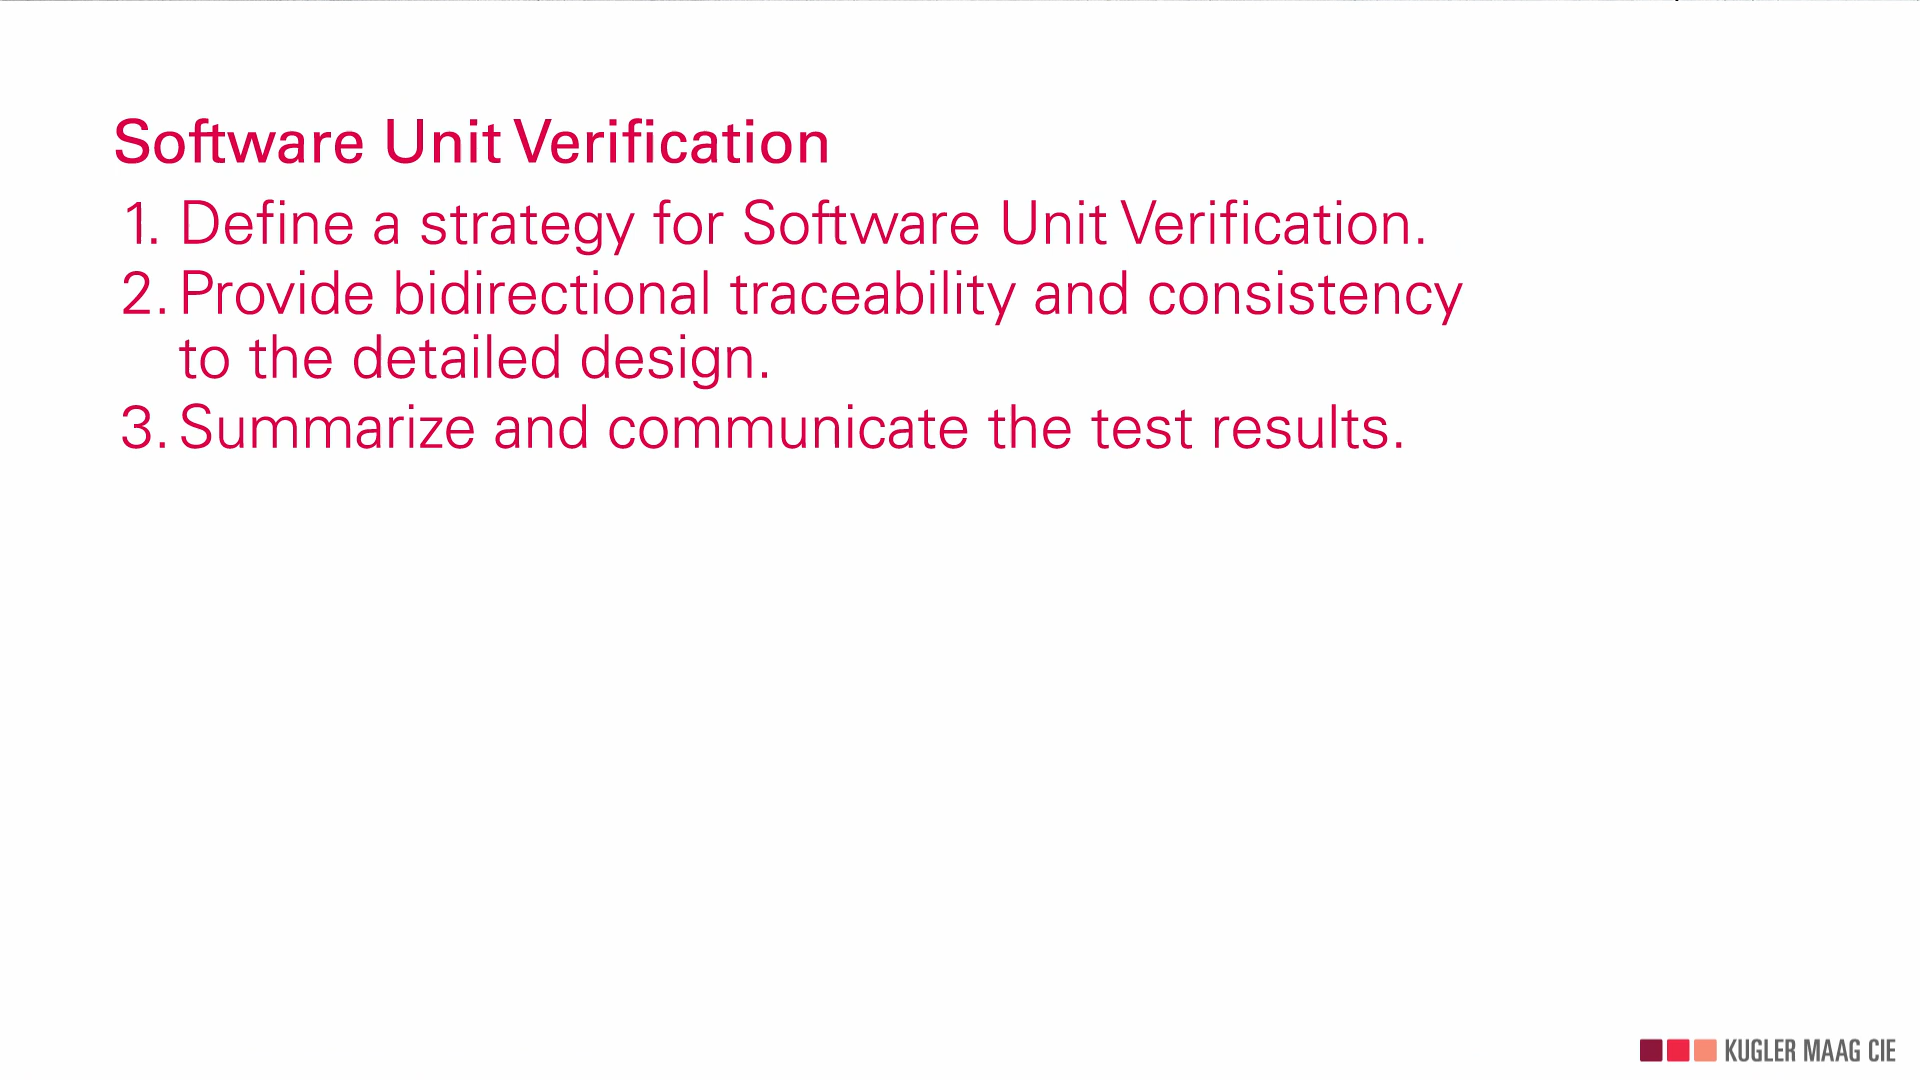 Software Unit Verification
1. Define a strategy for Software Unit Verification.
2. Provide bidirectional traceability and consistency
to the detailed design.
3. Summarize and communicate the test results.
KUGLER MAAG CIE